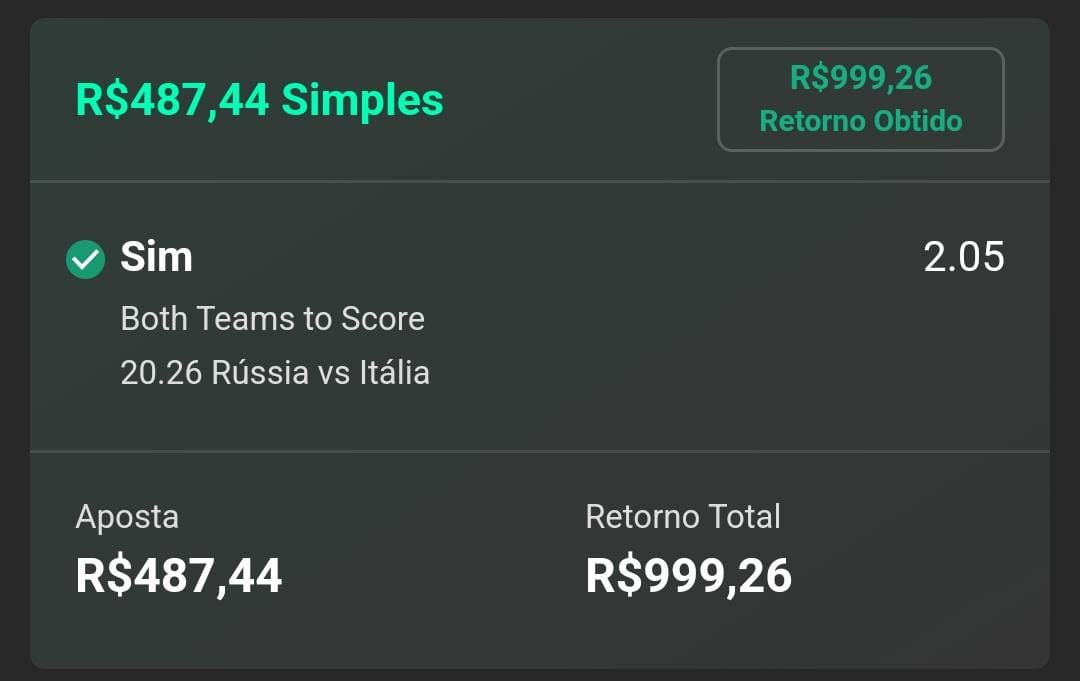 R$487,44 Simples
R$999,26
Retorno Obtido
Sim
2.05
Both Teams to Score
20.26 Rússia vs Itália
Aposta
Retorno Total
R$487,44
R$999,26